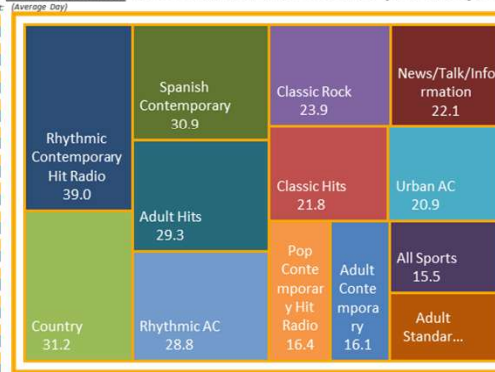 (Average Day)
Rhythmic
Contemporary
Hit Radio
39.0
Country
31.2
Spanish
Contemporary
30.9
Adult Hits
29.3
Rhythmic AC
28.8
Classic Rock
23.9
Classic Hits
21.8
Pop
Conte
mporar
y Hit
Radio
16.4
Adult
Conte
mpora
ry
16.1
News/Talk/Info
rmation
22.1
Urban AC
20.9
All Sports
15.5
Adult
Standar...